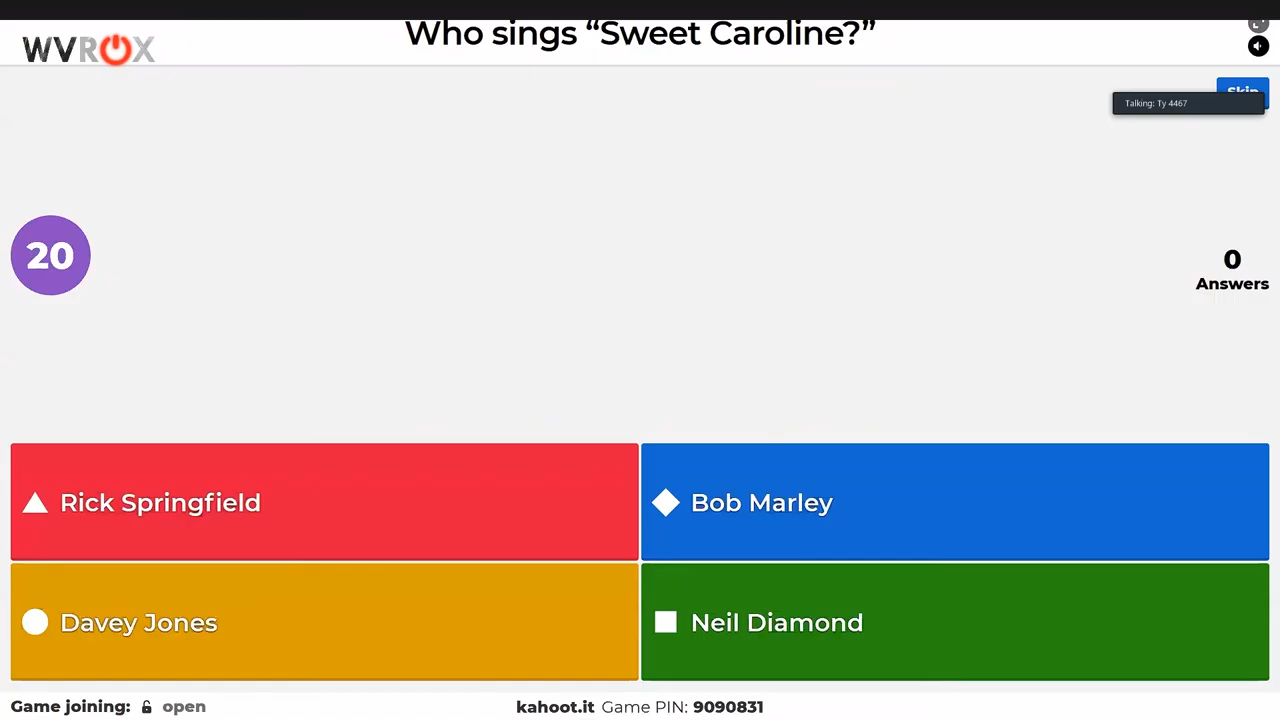 Who sings “Sweet Caroline?”
WVROX
Skip
Talking: Ty 4467
20
0
Answers
Rick Springfield
Bob Marley
Davey Jones
Neil Diamond
Game joining: open
kahoot.it Game PIN: 9090831